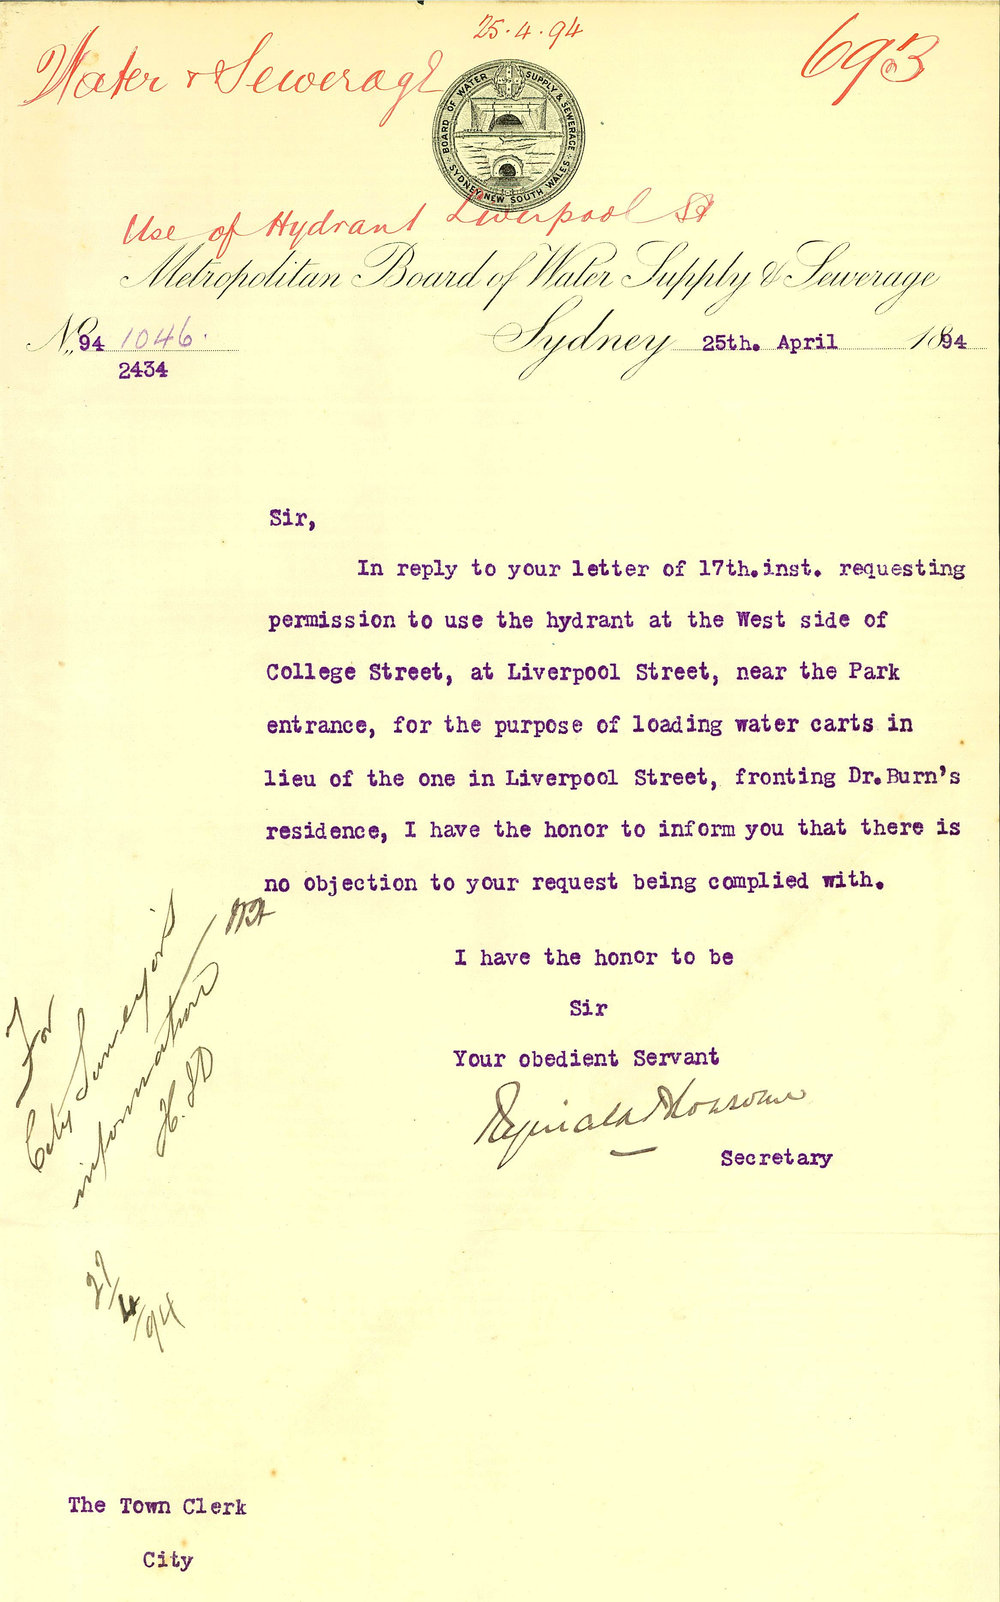 25.4.94
Water & Sewerage
693
BOARD OF WATER SUPPLY & SEWERAGE
SYDNEY NEW SOUTH WALES
Use of Hydrant Liverpool St
Metropolitan Board of Water Supply & Sewerage
No. 94 1046.
2434
Sydney 25th. April 1894
Sir,
In reply to your letter of 17th.inst. requesting
permission to use the hydrant at the West side of
College Street, at Liverpool Street, near the Park
entrance, for the purpose of loading water carts in
lieu of the one in Liverpool Street, fronting Dr.Burn's
residence, I have the honor to inform you that there is
no objection to your request being complied with.
I have the honor to be
Sir
Your obedient Servant
Secretary
For
City Surveyor's
information
27/4/94
The Town Clerk
City